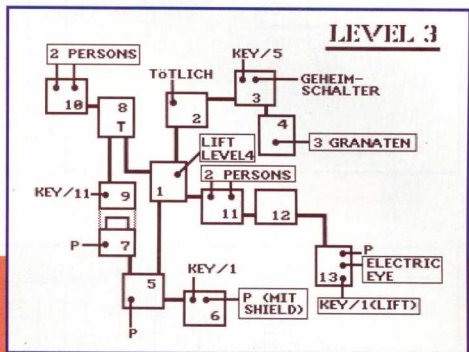 LEVEL 3
KEY/5
2 PERSONS
TÖTLICH
GEHEIM-
SCHALTER
10
8
T
2
3
4
3 GRANATEN
LIFT
LEVEL4
1
2 PERSONS
KEY/11
9
11
12
P
7
KEY/1
P
ELECTRIC
EYE
13
5
P (MIT
SHIELD)
KEY/1(LIFT)
6
P